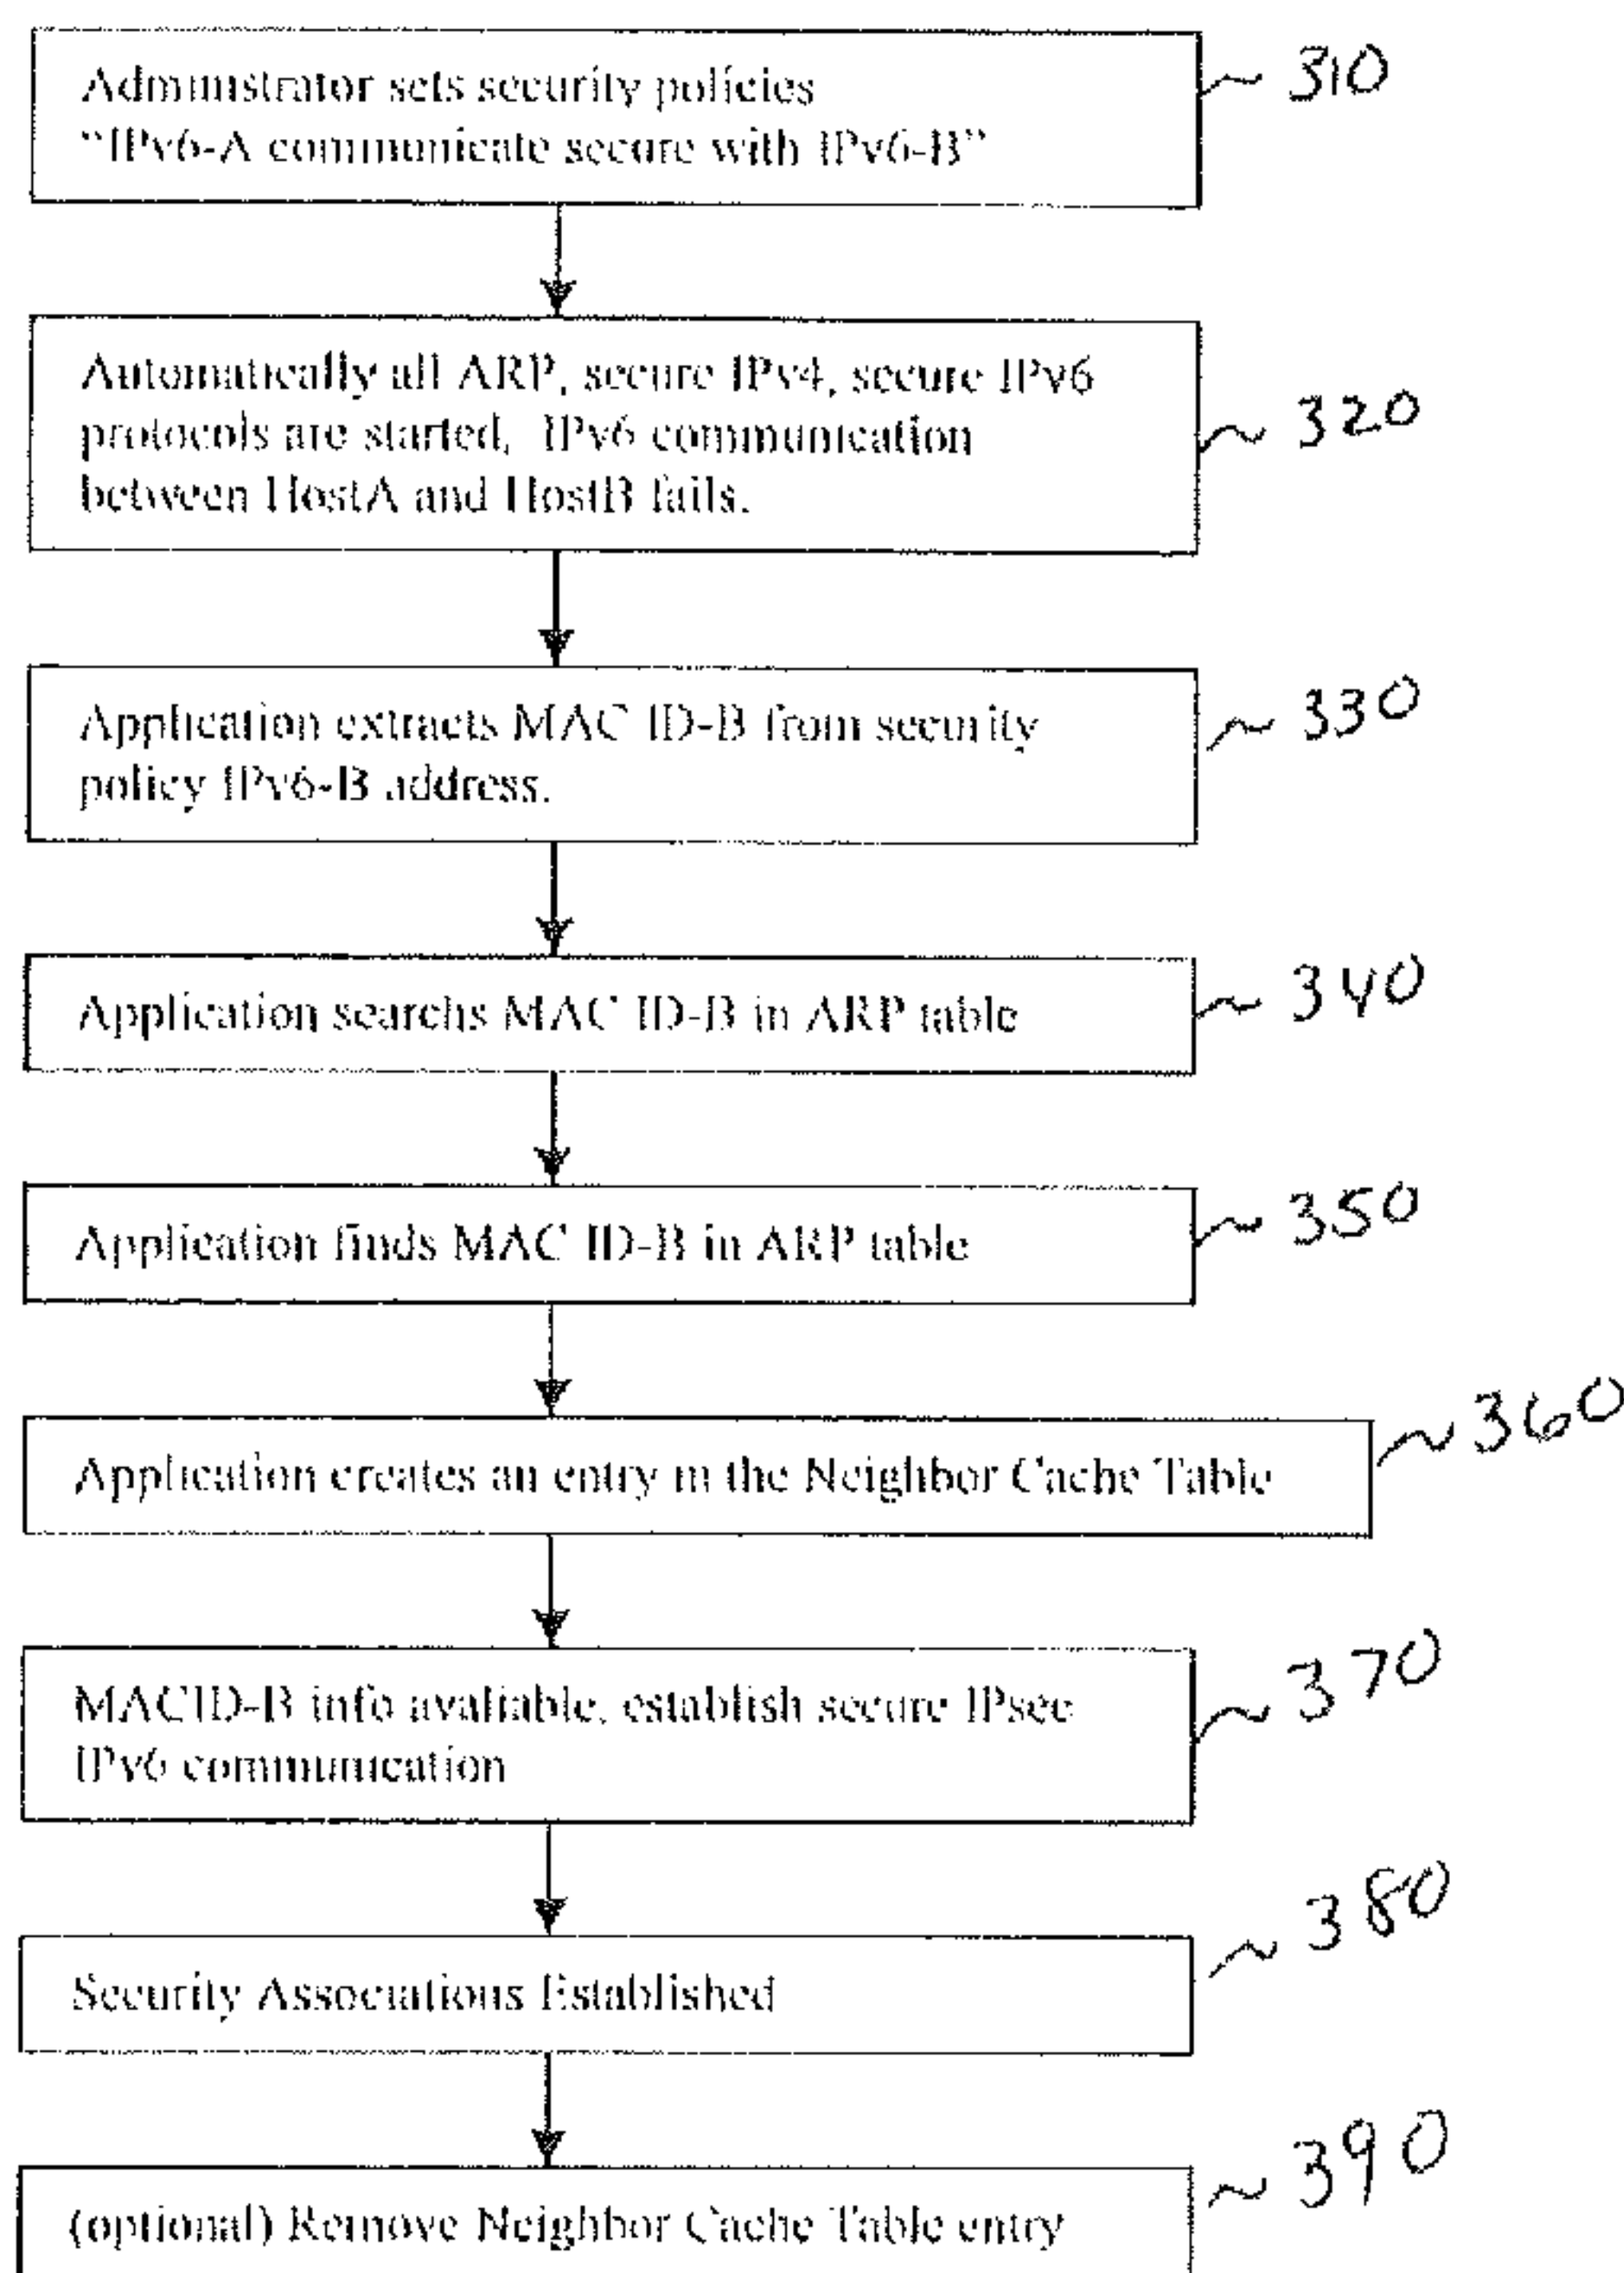 Administrator sets security policies
"IPv6-A communicate secure with IPv6-B"
310
Automatically all ARP, secure IPv4, secure IPv6
protocols are started, IPv6 communication
between HostA and HostB fails.
320
Application extracts MAC ID-B from security
policy IPv6-B address.
330
Application searchs MAC ID-B in ARP table
340
Application finds MAC ID-B in ARP table
350
Application creates an entry in the Neighbor Cache Table
360
MACID-B info avaliable, establish secure IPsec
IPv6 communication
370
Security Associations Established
380
(optional) Remove Neighbor Cache Table entry
390